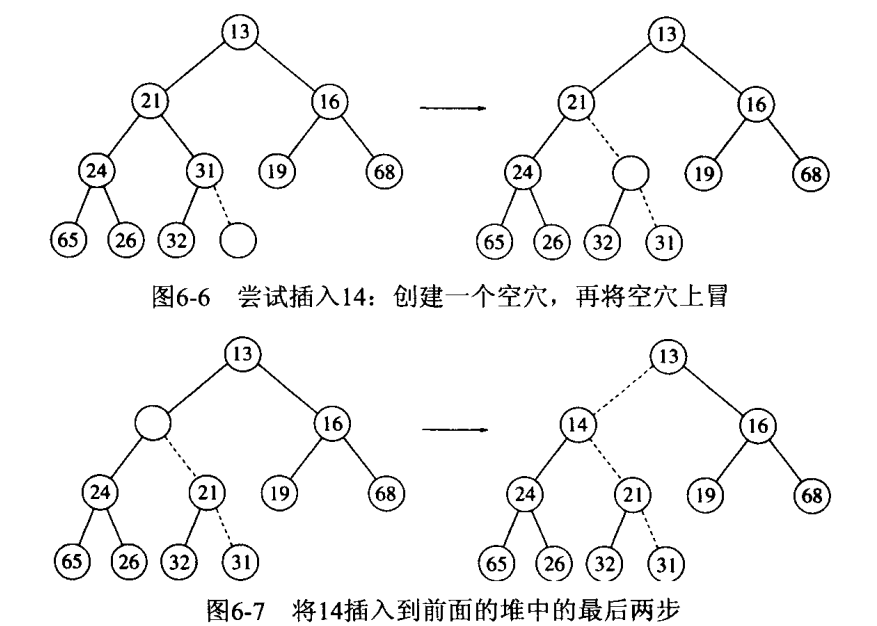 13 13
21 16 21 16
24 31 19 68 24 19 68
65 26 32 65 26 32 31
图6-6 尝试插入14：创建一个空穴，再将空穴上冒
13 13
16 14 16
24 21 19 68 24 21 19 68
65 26 32 31 65 26 32 31
图6-7 将14插入到前面的堆中的最后两步